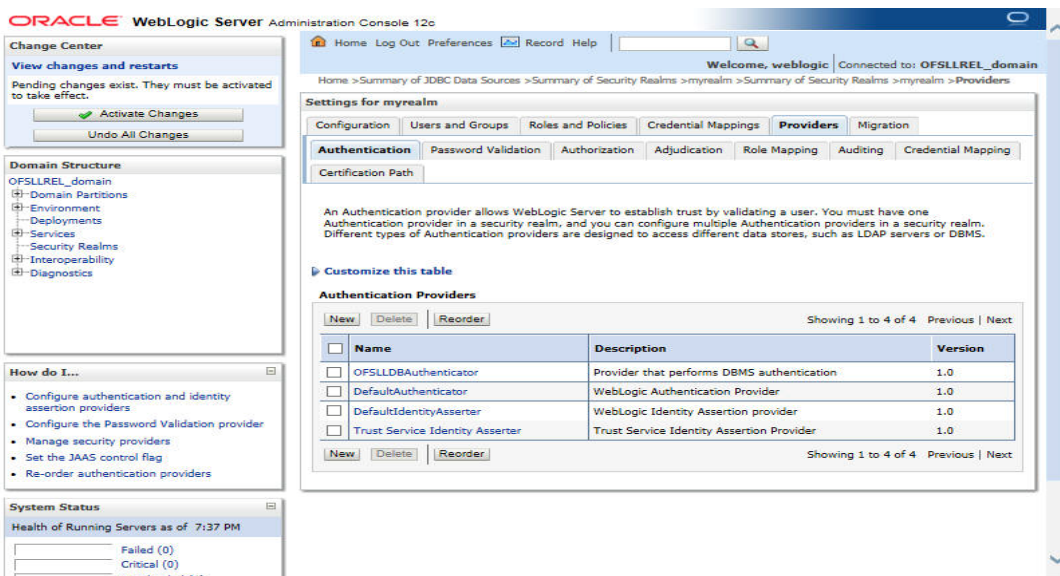 ORACLE WebLogic Server Administration Console 12c
Change Center
View changes and restarts
Pending changes exist. They must be activated
to take effect.
Activate Changes
Undo All Changes
Domain Structure
OFSLLREL_domain
Domain Partitions
Environment
Deployments
Services
Security Realms
Interoperability
Diagnostics
How do I...
Configure authentication and identity
assertion providers
Configure the Password Validation provider
Manage security providers
Set the JAAS control flag
Re-order authentication providers
System Status
Health of Running Servers as of 7:37 PM
Failed (0)
Critical (0)
Home Log Out Preferences Record Help
Welcome, weblogic Connected to: OFSLLREL_domain
Home >Summary of JDBC Data Sources >Summary of Security Realms >myrealm >Summary of Security Realms >myrealm >Providers
Settings for myrealm
Configuration Users and Groups Roles and Policies Credential Mappings Providers Migration
Authentication Password Validation Authorization Adjudication Role Mapping Auditing Credential Mapping
Certification Path
An Authentication provider allows WebLogic Server to establish trust by validating a user. You must have one
Authentication provider in a security realm, and you can configure multiple Authentication providers in a security realm.
Different types of Authentication providers are designed to access different data stores, such as LDAP servers or DBMS.
Customize this table
Authentication Providers
New Delete Reorder Showing 1 to 4 of 4 Previous | Next
Name Description Version
OFSLLDBAuthenticator Provider that performs DBMS authentication 1.0
DefaultAuthenticator WebLogic Authentication Provider 1.0
DefaultIdentityAsserter WebLogic Identity Assertion provider 1.0
Trust Service Identity Asserter Trust Service Identity Assertion Provider 1.0
New Delete Reorder Showing 1 to 4 of 4 Previous | Next